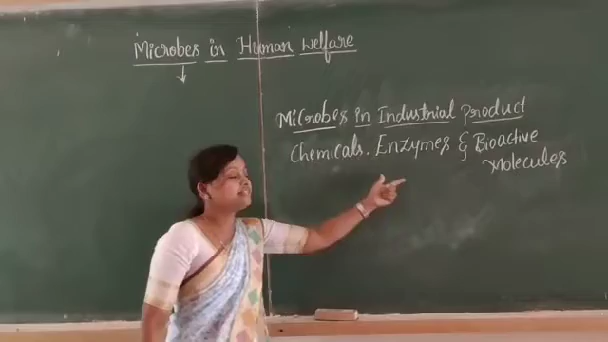 Microbes in Human welfare
Microbes in Industrial Product
Chemicals. Enzymes & Bioactive
Molecules